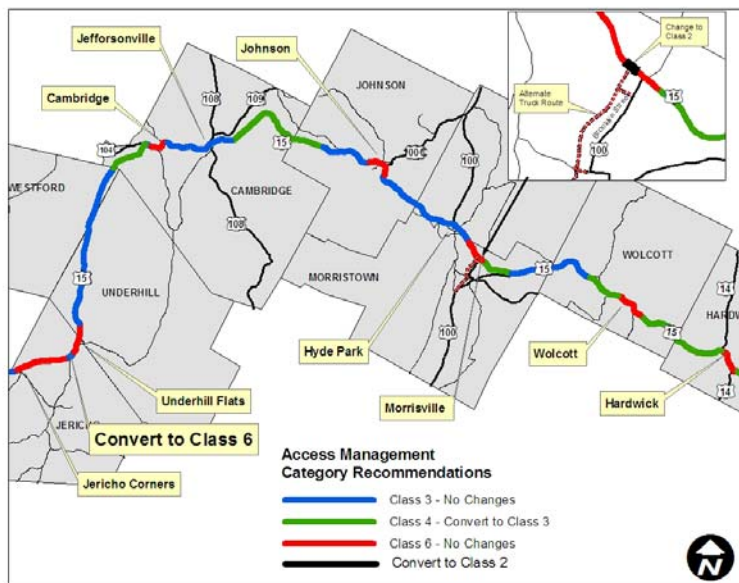 Jefforsonville
Johnson
JOHNSON
Change to
Class 2
Cambridge
108
109
Alternate
Truck Route
15
104
15
100
100
WESTFORD
CAMBRIDGE
108
WOLCOTT
15
UNDERHILL
MORRISTOWN
15
14
100
15
Hyde Park
Wolcott
Underhill Flats
14
Morrisville
Hardwick
JERICHO
Convert to Class 6
Jericho Corners
Access Management
Category Recommendations
Class 3 - No Changes
Class 4 - Convert to Class 3
Class 6 - No Changes
Convert to Class 2
N